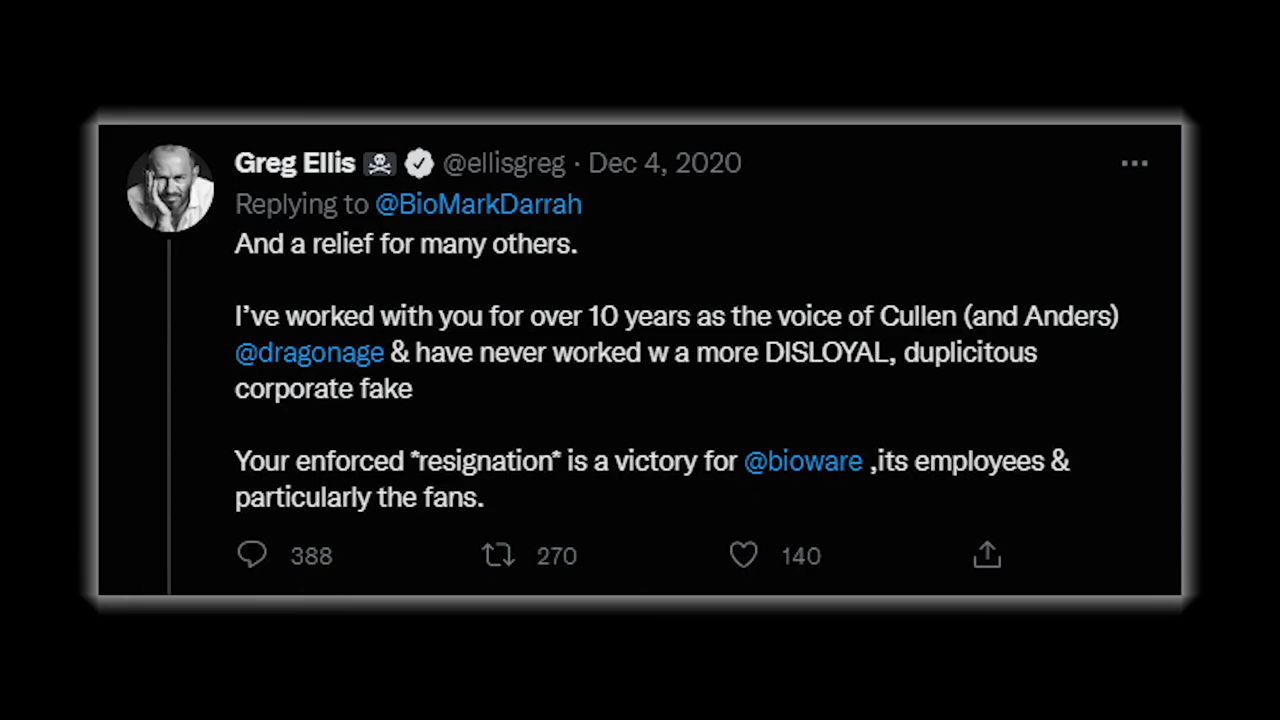 Greg Ellis @ellisgreg · Dec 4, 2020
Replying to @BioMarkDarrah
And a relief for many others.
I've worked with you for over 10 years as the voice of Cullen (and Anders)
@dragonage & have never worked w a more DISLOYAL, duplicitous
corporate fake
Your enforced *resignation* is a victory for @bioware ,its employees &
particularly the fans.
388 270 140